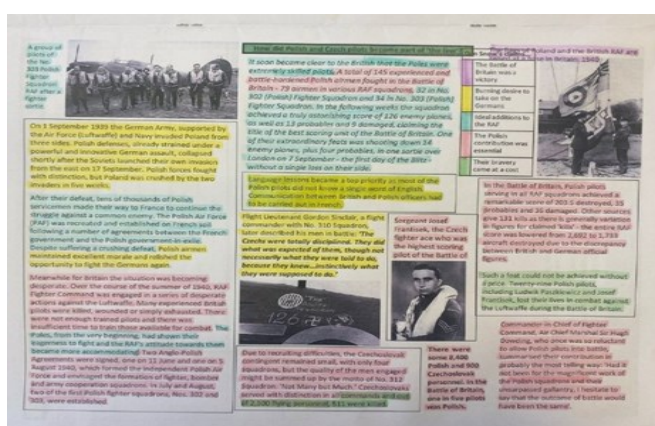 A group of
pilots of
the No.
303 Polish
Fighter
Squadron
RAF after a
fighter
sortie.
On 1 September 1939 the German Army, supported by
the Air Force (Luftwaffe) and Navy invaded Poland from
three sides. Polish defenses, already strained under a
powerful and innovative German assault, collapsed
shortly after the Soviets launched their own invasion
from the east on 17 September. Polish forces fought
with distinction, but Poland was crushed by the two
invaders in five weeks.
After their defeat, tens of thousands of Polish
servicemen made their way to France to continue the
struggle against a common enemy. The Polish Air Force
(PAF) was recreated and established on French soil
following a number of agreements between the French
government and the Polish government-in-exile.
Despite suffering a crushing defeat, Polish airmen
maintained excellent morale and relished the
opportunity to fight the Germans again.
Meanwhile for Britain the situation was becoming
desperate. Over the course of the summer of 1940, RAF
Fighter Command was engaged in a series of desperate
actions against the Luftwaffe. Many experienced British
pilots were killed, wounded or simply exhausted. There
were not enough trained pilots and there was
insufficient time to train those available for combat. The
Poles, from the very beginning, had shown their
eagerness to fight and the RAF's attitude towards them
became more accommodating. Two Anglo-Polish
Agreements were signed, one on 11 June and one on 5
August 1940, which formed the independent Polish Air
Force and envisaged the formation of fighter, bomber
and army cooperation squadrons. In July and August,
two of the first Polish fighter squadrons, Nos. 302 and
303, were established.
How did Polish and Czech pilots become part of 'the few'?
It soon became clear to the British that the Poles were
extremely skilled pilots. A total of 145 experienced and
battle-hardened Polish airmen fought in the Battle of
Britain - 79 airmen in various RAF squadrons, 32 in No.
302 (Polish) Fighter Squadron and 34 in No. 303 (Polish)
Fighter Squadron. In the following weeks the squadron
achieved a truly astonishing score of 126 enemy planes,
as well as 13 probable and 9 damaged, earning the
title of the best scoring unit of the Battle of Britain. One
of their extraordinary feats was shooting down 14
enemy planes, plus four probables, in one sortie over
London on 7 September - the first day of the Blitz -
without a single loss on their side.
Language lessons became a top priority as most of the
Polish pilots did not know a single word of English.
Communication between British and Polish officers had
to be carried out in French.
Flight Lieutenant Gordon Sinclair, a flight
commander with No. 310 Squadron,
later described his men in battle: 'The
Czechs were totally disciplined. They did
what was expected of them, though not
necessarily what they were told to do,
because they knew...instinctively what
they were supposed to do.'
126
Due to recruiting difficulties, the Czechoslovak
contingent remained small, with only four
squadrons, but the quality of the men engaged
might be summed up by the motto of No. 312
Squadron: 'Not Many but Much.' Czechoslovaks
served with distinction in all commands and out
of 2,500 flying personnel, 511 were killed.
Sergeant Josef
Frantisek, the Czech
fighter ace who was
the highest scoring
pilot of the Battle of
There were
some 8,400
Polish and 900
Czechoslovak
personnel. In the
Battle of Britain,
one in five pilots
was Polish.
of Poland and the British RAF are
in Britain, 1940
The Battle of
Britain was a
victory
Burning desire
to take on the
Germans
Ideal additions to
the RAF
The Polish
contribution was
essential
Their bravery
came at a cost
In the Battle of Britain, Polish pilots
serving in all RAF squadrons achieved a
remarkable score of 203.5 destroyed, 35
probables and 36 damaged. Other sources
give 131 kills as there is generally variation
in figures for claimed 'kills' - the entire RAF
score was lowered from 2,692 to 1,733
aircraft destroyed due to the discrepancy
between British and German official
figures.
Such a feat could not be achieved without
a price. Twenty-nine Polish pilots,
including Ludwik Paszkiewicz and Josef
Frantisek, lost their lives in combat against
the Luftwaffe during the Battle of Britain.
Commander in Chief of Fighter
Command, Air Chief Marshal Sir Hugh
Dowding, who once was so reluctant
to allow Polish pilots into battle,
summarised their contribution in
probably the most telling way: 'Had it
not been for the magnificent work of
the Polish squadrons and their
unsurpassed gallantry, I hesitate to
say that the outcome of battle would
have been the same'.